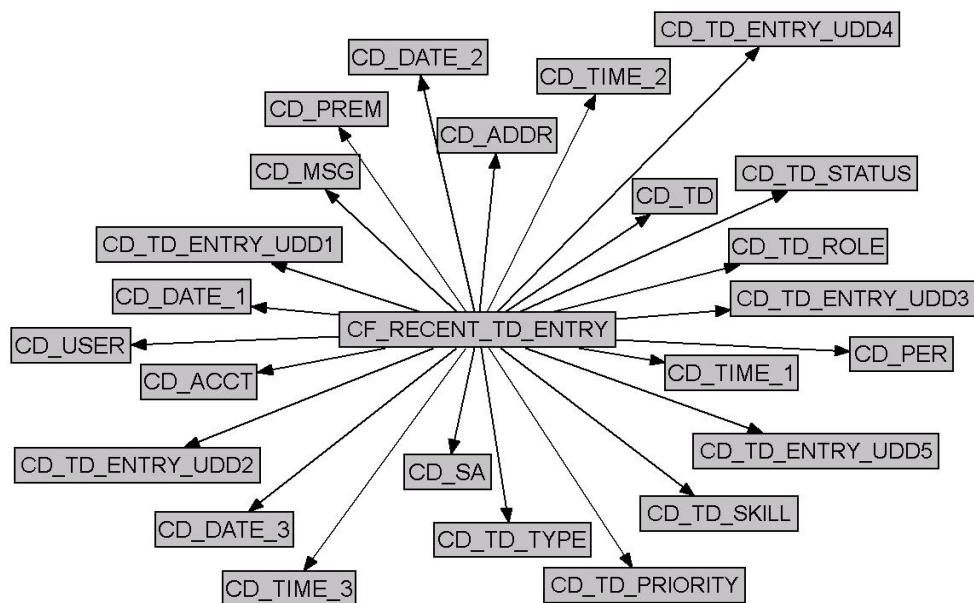 CD_TD_ENTRY_UDD4
CD_DATE_2
CD_TIME_2
CD_PREM
CD_ADDR
CD_MSG
CD_TD_STATUS
CD_TD
CD_TD_ENTRY_UDD1
CD_TD_ROLE
CD_DATE_1
CD_TD_ENTRY_UDD3
CF_RECENT_TD_ENTRY
CD_USER
CD_PER
CD_ACCT
CD_TIME_1
CD_TD_ENTRY_UDD2
CD_SA
CD_TD_ENTRY_UDD5
CD_DATE_3
CD_TD_SKILL
CD_TD_TYPE
CD_TIME_3
CD_TD_PRIORITY